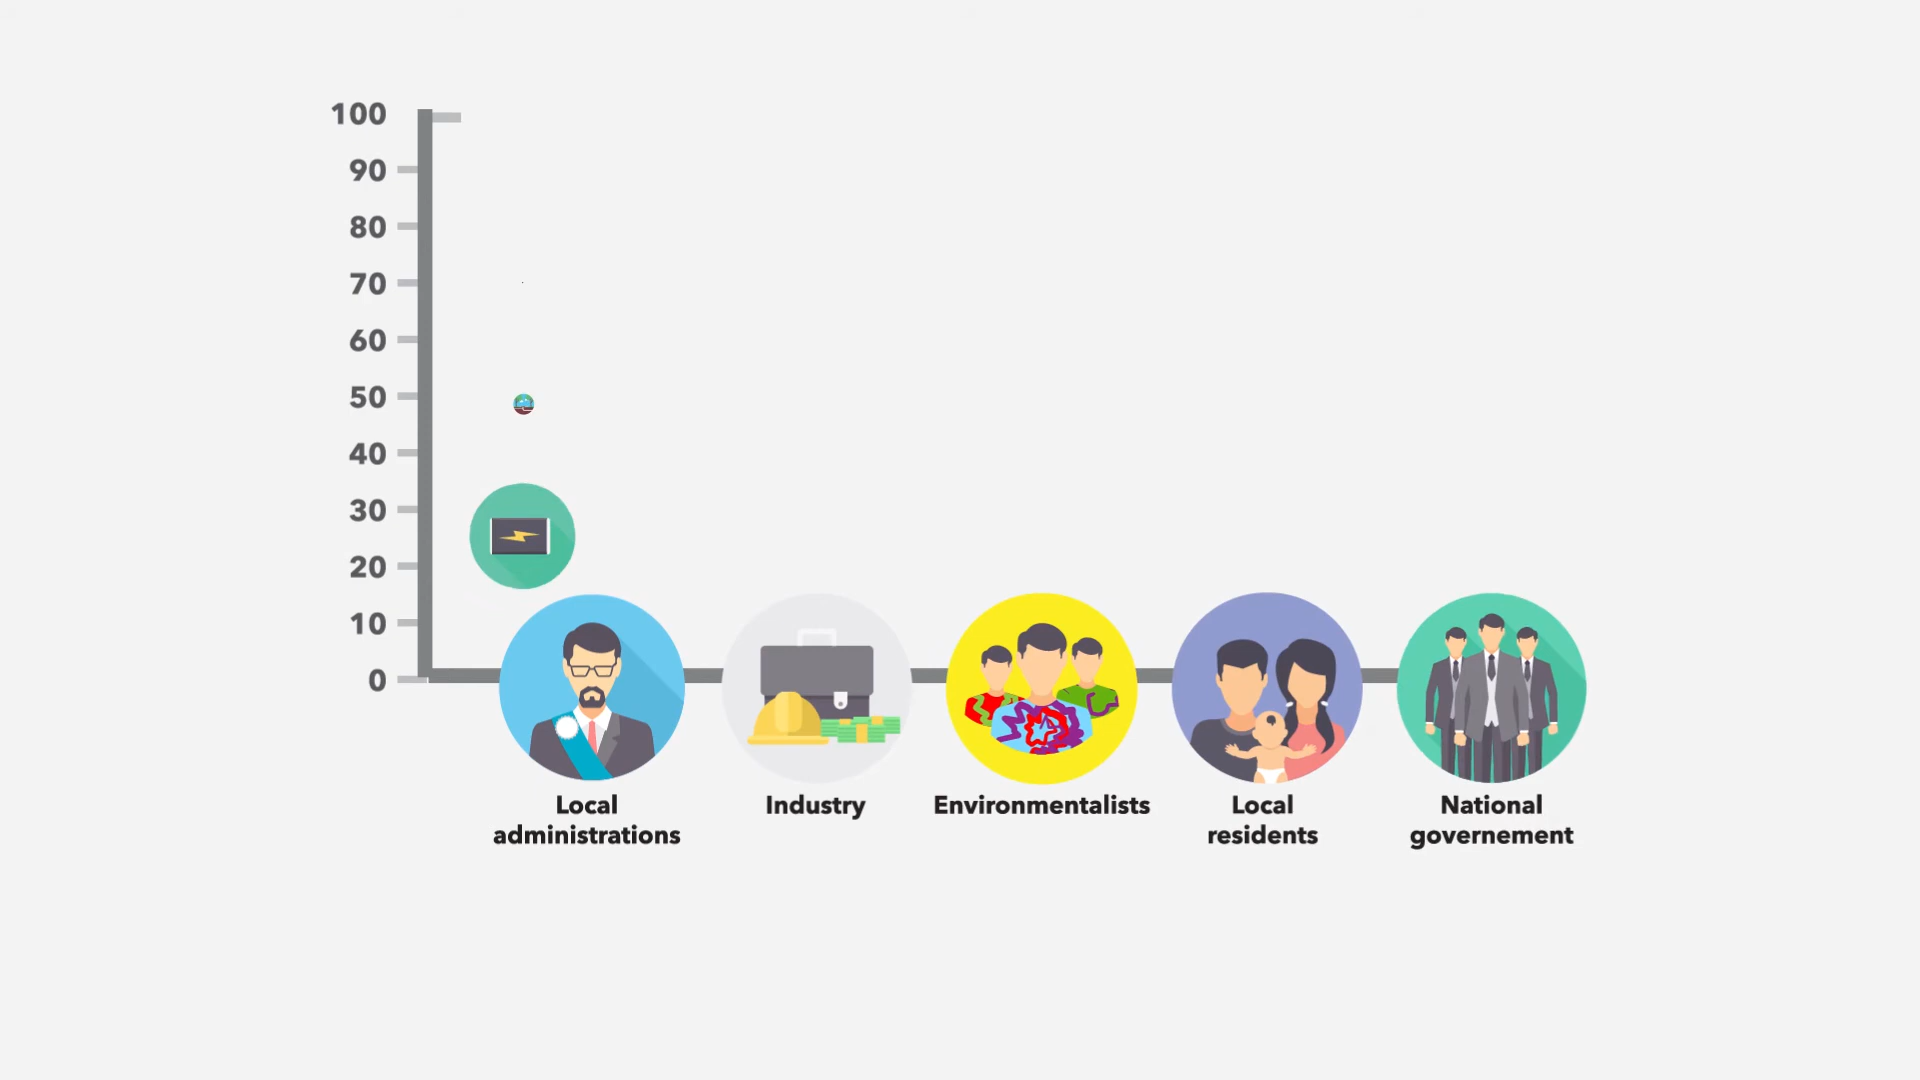 100
90
80
70
60
50
40
30
20
10
0
Local
administrations
Industry
Environmentalists
Local
residents
National
governement